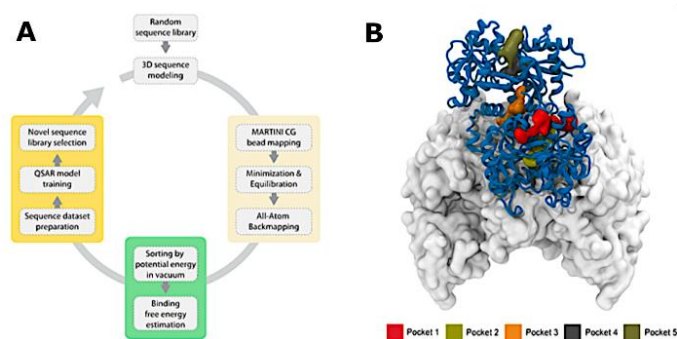 A
Random
sequence library
3D sequence
modeling
Novel sequence
library selection
QSAR model
training
Sequence dataset
preparation
MARTINI CG
bead mapping
Minimization &
Equilibration
All-Atom
Backmapping
Sorting by
potential energy
in vacuum
Binding
free energy
estimation
B
Pocket 1 Pocket 2 Pocket 3 Pocket 4 Pocket 5